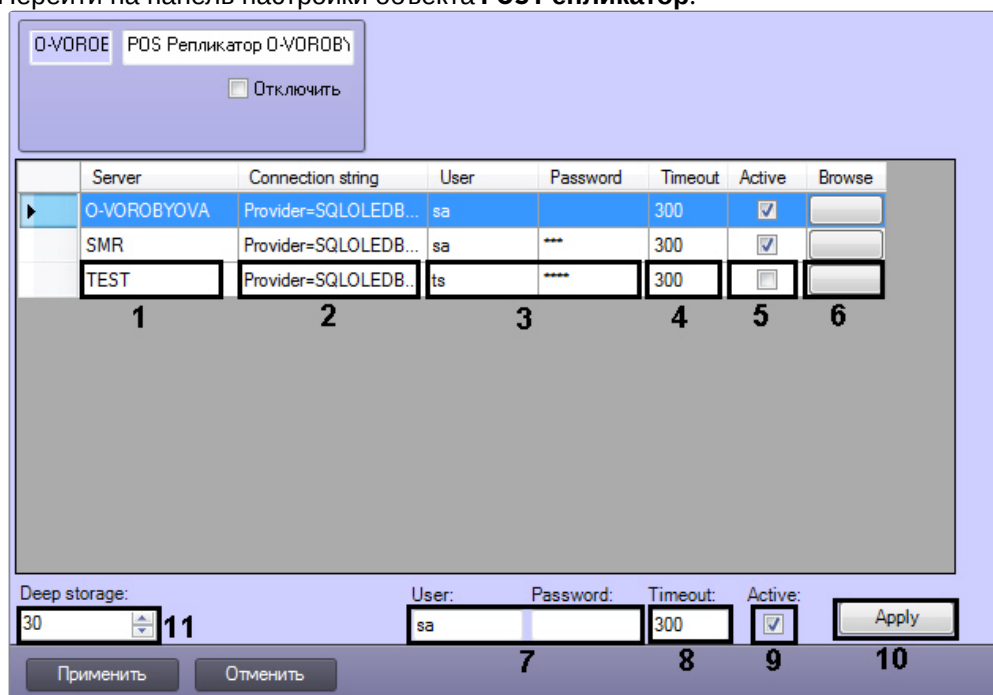 Перейти на панель настройки объекта POS Репликатор.
O-VOROE POS Репликатор O-VOROBY
Отключить
Server Connection string User Password Timeout Active Browse
O-VOROBYOVA Provider=SQLOLEDB... sa 300
SMR Provider=SQLOLEDB... sa *** 300
TEST Provider=SQLOLEDB.. ts **** 300
1 2 3 4 5 6
Deep storage: User: Password: Timeout: Active:
30 11 sa 300 Apply
7 8 9 10
Применить Отменить